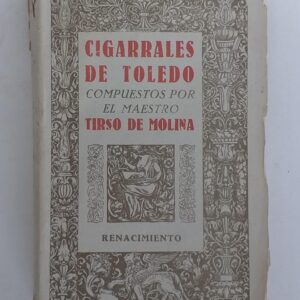 CIGARRALES
DE TOLEDO
COMPUESTOS POR
EL MAESTRO
TIRSO DE MOLINA
RENACIMIENTO